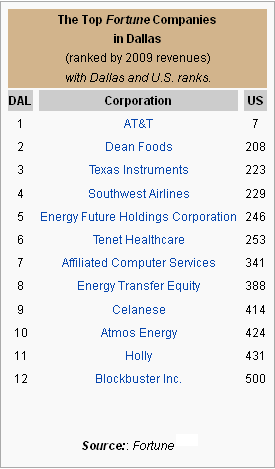 The Top Fortune Companies
in Dallas
(ranked by 2009 revenues)
with Dallas and U.S. ranks.
DAL Corporation US
1 AT&T 7
2 Dean Foods 208
3 Texas Instruments 223
4 Southwest Airlines 229
5 Energy Future Holdings Corporation 246
6 Tenet Healthcare 253
7 Affiliated Computer Services 341
8 Energy Transfer Equity 388
9 Celanese 414
10 Atmos Energy 424
11 Holly 431
12 Blockbuster Inc. 500
Source:: Fortune